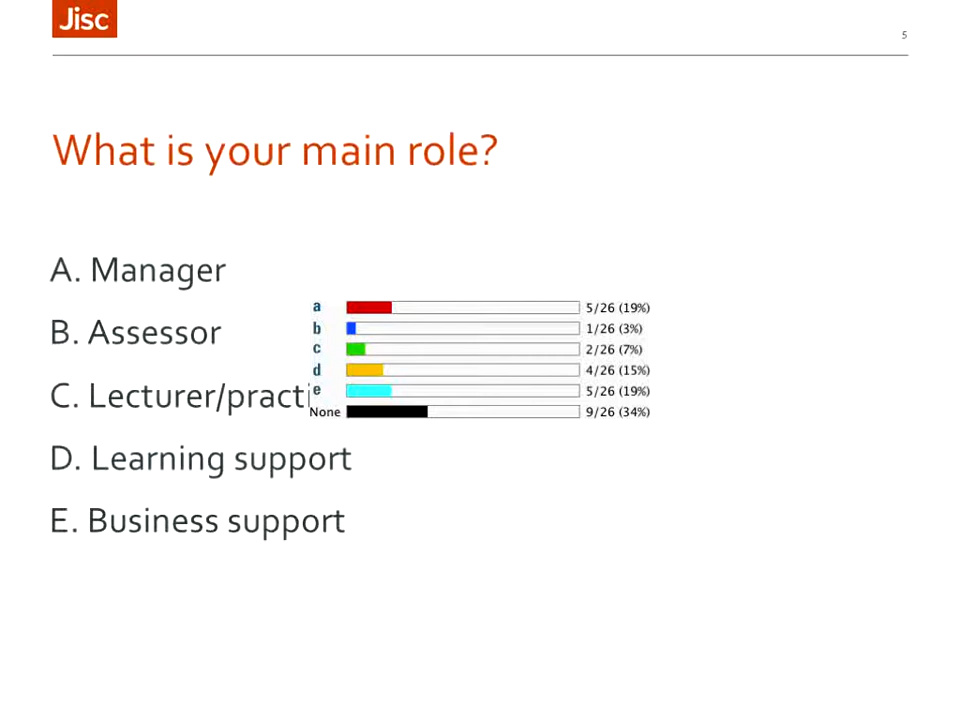 Jisc
5
What is your main role?
A. Manager
B. Assessor
C. Lecturer/practi
D. Learning support
E. Business support
a 5/26 (19%)
b 1/26 (3%)
c 2/26 (7%)
d 4/26 (15%)
e 5/26 (19%)
None 9/26 (34%)